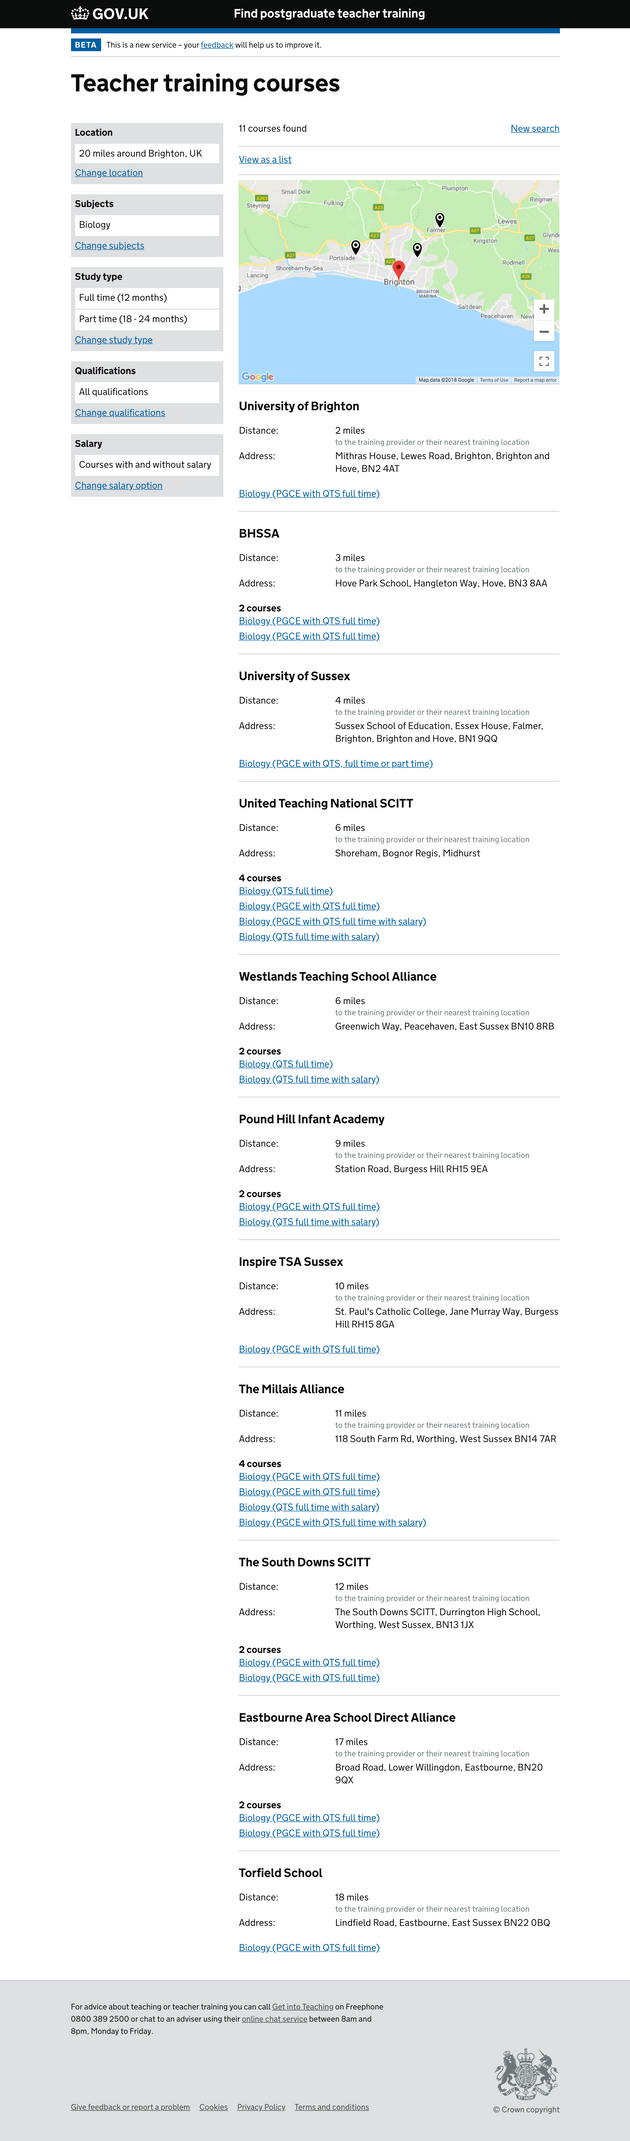 GOV.UK
Find postgraduate teacher training
BETA
This is a new service – your feedback will help us to improve it.
Teacher training courses
Location
20 miles around Brighton, UK
Change location
Subjects
Biology
Change subjects
Study type
Full time (12 months)
Part time (18 - 24 months)
Change study type
Qualifications
All qualifications
Change qualifications
Salary
Courses with and without salary
Change salary option
11 courses found
New search
View as a list
Small Dole
Plumpton
Ringmer
Steyning
Fulking
A23
Lewes
Falmer
A27
Kingston
Glynde
Portslade
Rodmell
Shoreham-by-Sea
Lancing
Brighton
BRIGHTON
MARINA
Saltdean
Peacehaven
Google
Map data ©2018 Google
Terms of Use
Report a map error
University of Brighton
Distance:
2 miles
to the training provider or their nearest training location
Address:
Mithras House, Lewes Road, Brighton, Brighton and
Hove, BN2 4AT
Biology (PGCE with QTS full time)
BHSSA
Distance:
3 miles
to the training provider or their nearest training location
Address:
Hove Park School, Hangleton Way, Hove, BN3 8AA
2 courses
Biology (PGCE with QTS full time)
Biology (PGCE with QTS full time)
University of Sussex
Distance:
4 miles
to the training provider or their nearest training location
Address:
Sussex School of Education, Essex House, Falmer,
Brighton, Brighton and Hove, BN1 9QQ
Biology (PGCE with QTS, full time or part time)
United Teaching National SCITT
Distance:
6 miles
to the training provider or their nearest training location
Address:
Shoreham, Bognor Regis, Midhurst
4 courses
Biology (QTS full time)
Biology (PGCE with QTS full time)
Biology (PGCE with QTS full time with salary)
Biology (QTS full time with salary)
Westlands Teaching School Alliance
Distance:
6 miles
to the training provider or their nearest training location
Address:
Greenwich Way, Peacehaven, East Sussex BN10 8RB
2 courses
Biology (QTS full time)
Biology (QTS full time with salary)
Pound Hill Infant Academy
Distance:
9 miles
to the training provider or their nearest training location
Address:
Station Road, Burgess Hill RH15 9EA
2 courses
Biology (PGCE with QTS full time)
Biology (QTS full time with salary)
Inspire TSA Sussex
Distance:
10 miles
to the training provider or their nearest training location
Address:
St. Paul's Catholic College, Jane Murray Way, Burgess
Hill RH15 8GA
Biology (PGCE with QTS full time)
The Millais Alliance
Distance:
11 miles
to the training provider or their nearest training location
Address:
118 South Farm Rd, Worthing, West Sussex BN14 7AR
4 courses
Biology (PGCE with QTS full time)
Biology (PGCE with QTS full time)
Biology (QTS full time with salary)
Biology (PGCE with QTS full time with salary)
The South Downs SCITT
Distance:
12 miles
to the training provider or their nearest training location
Address:
The South Downs SCITT, Durrington High School,
Worthing, West Sussex, BN13 1JX
2 courses
Biology (PGCE with QTS full time)
Biology (PGCE with QTS full time)
Eastbourne Area School Direct Alliance
Distance:
17 miles
to the training provider or their nearest training location
Address:
Broad Road, Lower Willingdon, Eastbourne, BN20
9QX
2 courses
Biology (PGCE with QTS full time)
Biology (PGCE with QTS full time)
Torfield School
Distance:
18 miles
to the training provider or their nearest training location
Address:
Lindfield Road, Eastbourne, East Sussex BN22 0BQ
Biology (PGCE with QTS full time)
For advice about teaching or teacher training you can call Get into Teaching on Freephone
0800 389 2500 or chat to an adviser using their online chat service between 8am and
8pm, Monday to Friday.
Give feedback or report a problem
Cookies
Privacy Policy
Terms and conditions
© Crown copyright